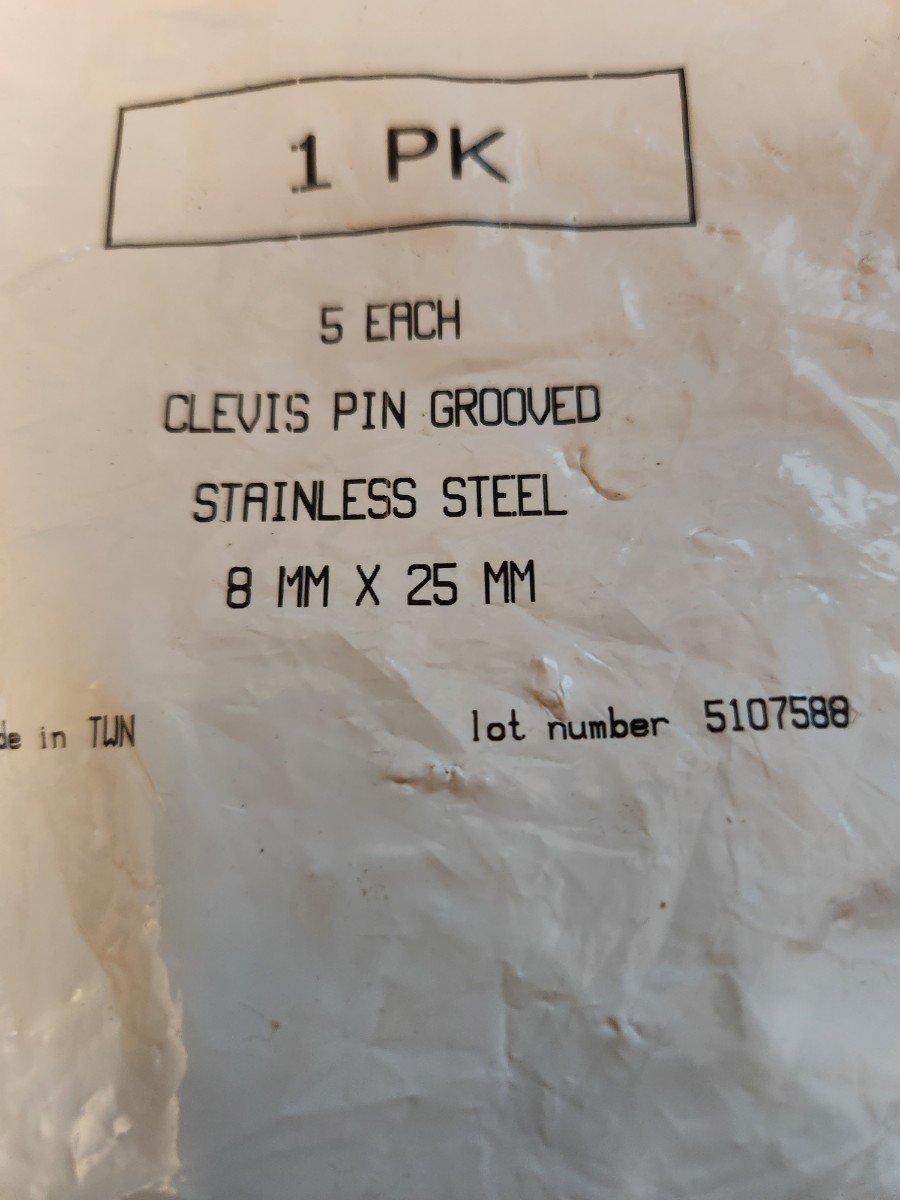 1 PK
5 EACH
CLEVIS PIN GROOVED
STAINLESS STEEL
8 MM X 25 MM
de in TWN lot number 5107588